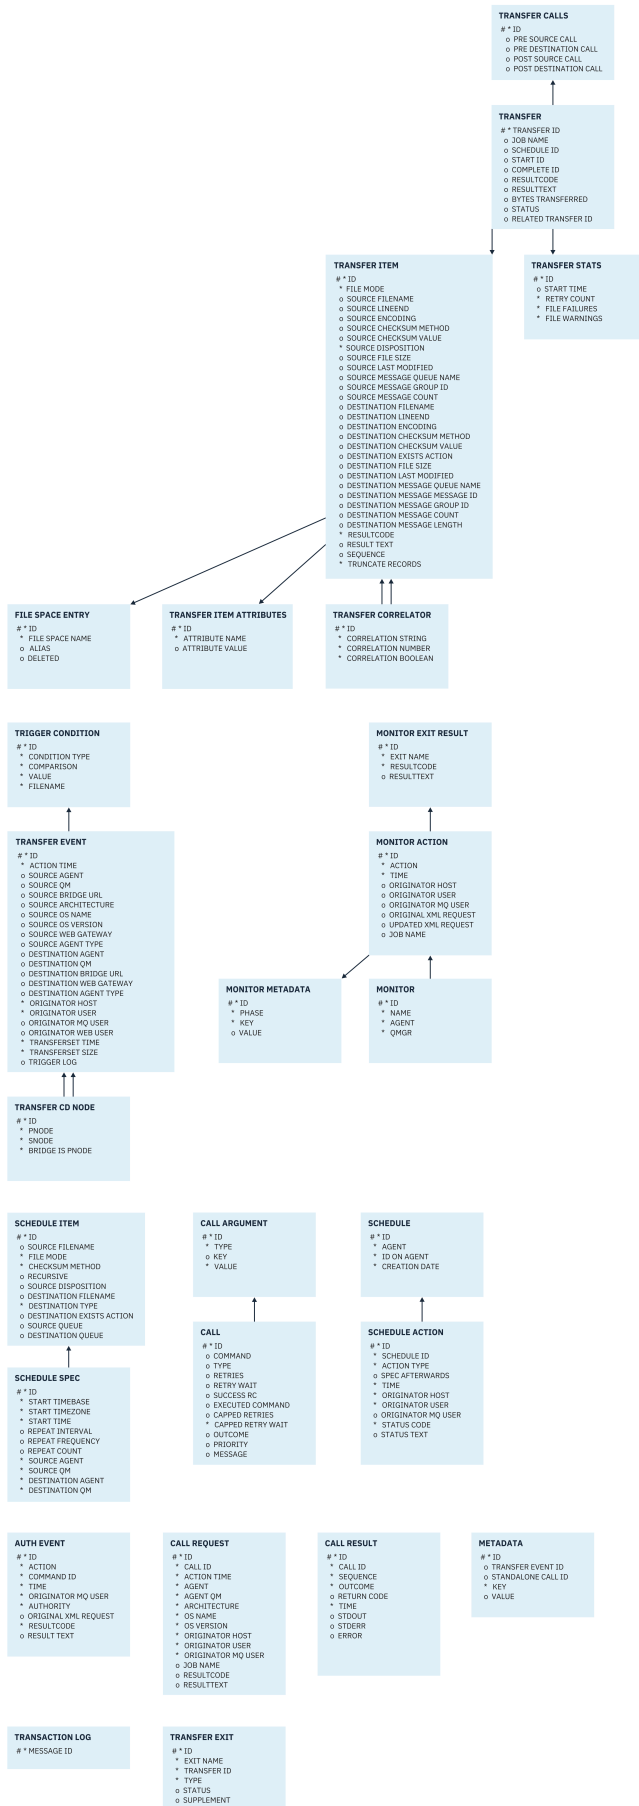 TRANSFER CALLS
# * ID
o PRE SOURCE CALL
o PRE DESTINATION CALL
o POST SOURCE CALL
o POST DESTINATION CALL
TRANSFER
# * TRANSFER ID
o JOB NAME
o SCHEDULE ID
o START ID
o COMPLETE ID
o RESULTCODE
o RESULTTEXT
o BYTES TRANSFERRED
o STATUS
o RELATED TRANSFER ID
TRANSFER ITEM
# * ID
* FILE MODE
o SOURCE FILENAME
o SOURCE LINEEND
o SOURCE ENCODING
o SOURCE CHECKSUM METHOD
o SOURCE CHECKSUM VALUE
* SOURCE DISPOSITION
o SOURCE FILE SIZE
o SOURCE LAST MODIFIED
o SOURCE MESSAGE QUEUE NAME
o SOURCE MESSAGE GROUP ID
o SOURCE MESSAGE COUNT
o DESTINATION FILENAME
o DESTINATION LINEEND
o DESTINATION ENCODING
o DESTINATION CHECKSUM METHOD
o DESTINATION CHECKSUM VALUE
o DESTINATION EXISTS ACTION
o DESTINATION FILE SIZE
o DESTINATION LAST MODIFIED
o DESTINATION MESSAGE QUEUE NAME
o DESTINATION MESSAGE MESSAGE ID
o DESTINATION MESSAGE GROUP ID
o DESTINATION MESSAGE COUNT
o DESTINATION MESSAGE LENGTH
* RESULTCODE
o RESULT TEXT
o SEQUENCE
* TRUNCATE RECORDS
TRANSFER STATS
# * ID
o START TIME
* RETRY COUNT
* FILE FAILURES
* FILE WARNINGS
FILE SPACE ENTRY
# * ID
* FILE SPACE NAME
o ALIAS
o DELETED
TRANSFER ITEM ATTRIBUTES
# * ID
* ATTRIBUTE NAME
o ATTRIBUTE VALUE
TRANSFER CORRELATOR
# * ID
* CORRELATION STRING
* CORRELATION NUMBER
* CORRELATION BOOLEAN
TRIGGER CONDITION
# * ID
* CONDITION TYPE
* COMPARISON
* VALUE
* FILENAME
MONITOR EXIT RESULT
# * ID
* EXIT NAME
* RESULTCODE
o RESULTTEXT
TRANSFER EVENT
# * ID
* ACTION TIME
o SOURCE AGENT
o SOURCE QM
o SOURCE BRIDGE URL
o SOURCE ARCHITECTURE
o SOURCE OS NAME
o SOURCE OS VERSION
o SOURCE WEB GATEWAY
o SOURCE AGENT TYPE
o DESTINATION AGENT
o DESTINATION QM
o DESTINATION BRIDGE URL
o DESTINATION WEB GATEWAY
o DESTINATION AGENT TYPE
* ORIGINATOR HOST
* ORIGINATOR USER
o ORIGINATOR MQ USER
o ORIGINATOR WEB USER
* TRANSFERSET TIME
* TRANSFERSET SIZE
o TRIGGER LOG
MONITOR ACTION
# * ID
* ACTION
* TIME
o ORIGINATOR HOST
o ORIGINATOR USER
o ORIGINATOR MQ USER
o ORIGINAL XML REQUEST
o UPDATED XML REQUEST
o JOB NAME
MONITOR METADATA
# * ID
* PHASE
* KEY
o VALUE
MONITOR
# * ID
* NAME
* AGENT
* QMGR
TRANSFER CD NODE
# * ID
* PNODE
* SNODE
* BRIDGE IS PNODE
SCHEDULE ITEM
# * ID
o SOURCE FILENAME
* FILE MODE
* CHECKSUM METHOD
o RECURSIVE
o SOURCE DISPOSITION
o DESTINATION FILENAME
* DESTINATION TYPE
o DESTINATION EXISTS ACTION
o SOURCE QUEUE
o DESTINATION QUEUE
CALL ARGUMENT
# * ID
* TYPE
o KEY
* VALUE
SCHEDULE
# * ID
* AGENT
* ID ON AGENT
* CREATION DATE
SCHEDULE SPEC
# * ID
* START TIMEBASE
* START TIMEZONE
* START TIME
o REPEAT INTERVAL
o REPEAT FREQUENCY
o REPEAT COUNT
* SOURCE AGENT
* SOURCE QM
* DESTINATION AGENT
* DESTINATION QM
CALL
# * ID
o COMMAND
o TYPE
o RETRIES
o RETRY WAIT
o SUCCESS RC
o EXECUTED COMMAND
o CAPPED RETRIES
* CAPPED RETRY WAIT
o OUTCOME
o PRIORITY
o MESSAGE
SCHEDULE ACTION
# * ID
* SCHEDULE ID
* ACTION TYPE
o SPEC AFTERWARDS
* TIME
* ORIGINATOR HOST
* ORIGINATOR USER
o ORIGINATOR MQ USER
* STATUS CODE
o STATUS TEXT
AUTH EVENT
# * ID
* ACTION
* COMMAND ID
* TIME
* ORIGINATOR MQ USER
* AUTHORITY
o ORIGINAL XML REQUEST
* RESULTCODE
o RESULT TEXT
CALL REQUEST
# * ID
* CALL ID
* ACTION TIME
* AGENT
* AGENT QM
* ARCHITECTURE
* OS NAME
* OS VERSION
* ORIGINATOR HOST
* ORIGINATOR USER
* ORIGINATOR MQ USER
o JOB NAME
o RESULTCODE
o RESULTTEXT
CALL RESULT
# * ID
* CALL ID
* SEQUENCE
* OUTCOME
o RETURN CODE
* TIME
o STDOUT
o STDERR
o ERROR
METADATA
# * ID
o TRANSFER EVENT ID
o STANDALONE CALL ID
* KEY
o VALUE
TRANSACTION LOG
# * MESSAGE ID
TRANSFER EXIT
# * ID
* EXIT NAME
* TRANSFER ID
* TYPE
o STATUS
o SUPPLEMENT